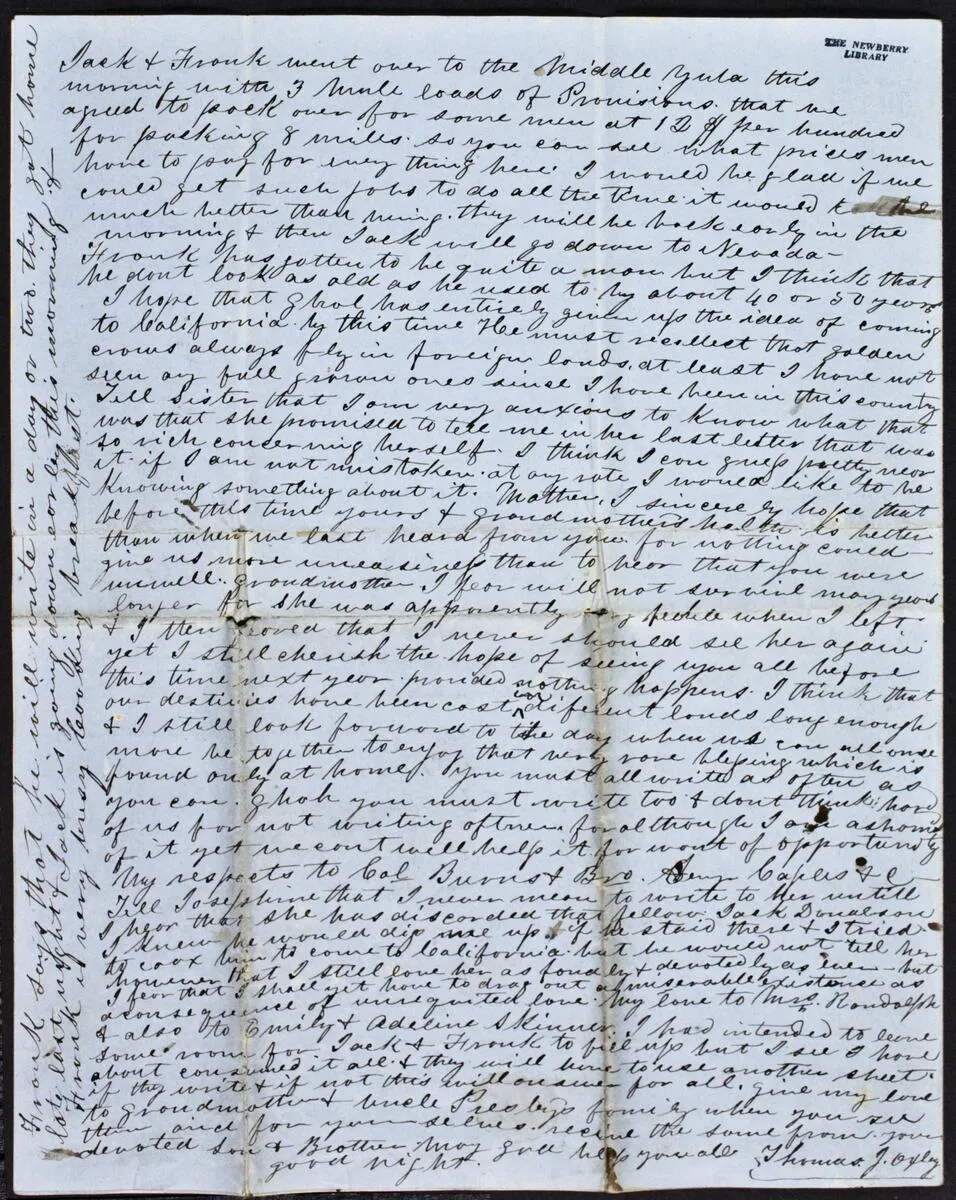 THE NEWBERRY
LIBRARY
Jack & Frank went over to the Middle Yuba this
morning with 3 Mule loads of Provisions. that we
agreed to pack over for some men at 12 $ per hundred
for packing 8 miles. so you can see what prices men
have to pay for every thing here. I would be glad if we
could get such jobs to do all the time it would
much better than mining. they will be back early in the
morning & then Jack will go down to Nevada—
Frank has gotten to be quite a man but I think that
he dont look as old as he used to by about 40 or 50 years
I hope that has entirely given up the idea of coming
to California by this time He must recollect that golden
crows always fly in foreign lands, at least I have not
seen any full grown ones since I have been in this country
Tell Sister that I am very anxious to know what that
was that she promised to tell me in her last letter that was
so rich concerning herself. I think I can guess pretty near
it if I am not mistaken. at any rate I would like to be
knowing something about it. Mother, I sincerely hope that
before this time yours & grandmothers health is better
than when we last heard from you. for nothing could
give us more uneasiness than to hear that you were
unwell. grandmother I fear will not survive many years
longer for she was apparently very feeble when I left
& I then that I never should see her again
yet I still cherish the hope of seeing you all before
this time next year. provided nothing happens. I think that
our destinies have been cast in different lands long enough
& I still look forward to the day when we can all once
more be together to enjoy that very rare blessing which is
found only at home. You must all write as often as
you can. you must write too & dont think hard
of us for not writing oftner for although I am ashamed
of it yet we cant well help it for want of opportunity
My respects to Col Burns & Bro. Caples & C—
Tell Josephine that I never mean to write to her untill
I hear that she has discarded that fellow Jack Donalson
I knew he would dip me up if he staid there & I tried
to coax him to come to California but he would not tell her
however that I still love her as fondly & devotedly as ever — but
I fear that I shall yet have to drag out a miserable existence as
a consequence of unrequited love. My love to Mrs. Randolph
& also to Emily & Adeline Skinner. I had intended to leave
some room for Jack & Frank to fill up but I see I have
about consumed it all & they will have to use another sheet
if they write & if not this will answer for all. give my love
to grandmother & Uncle Presley's family when you see
them and for your selves receive the same from your
devoted son & Brother May god help you all
good night. Thomas J. Oxley
Frank says that he will write in a day or two. they got home
late last night & Jack is going down early this morning &
Frank is very busy cooking breakfast.